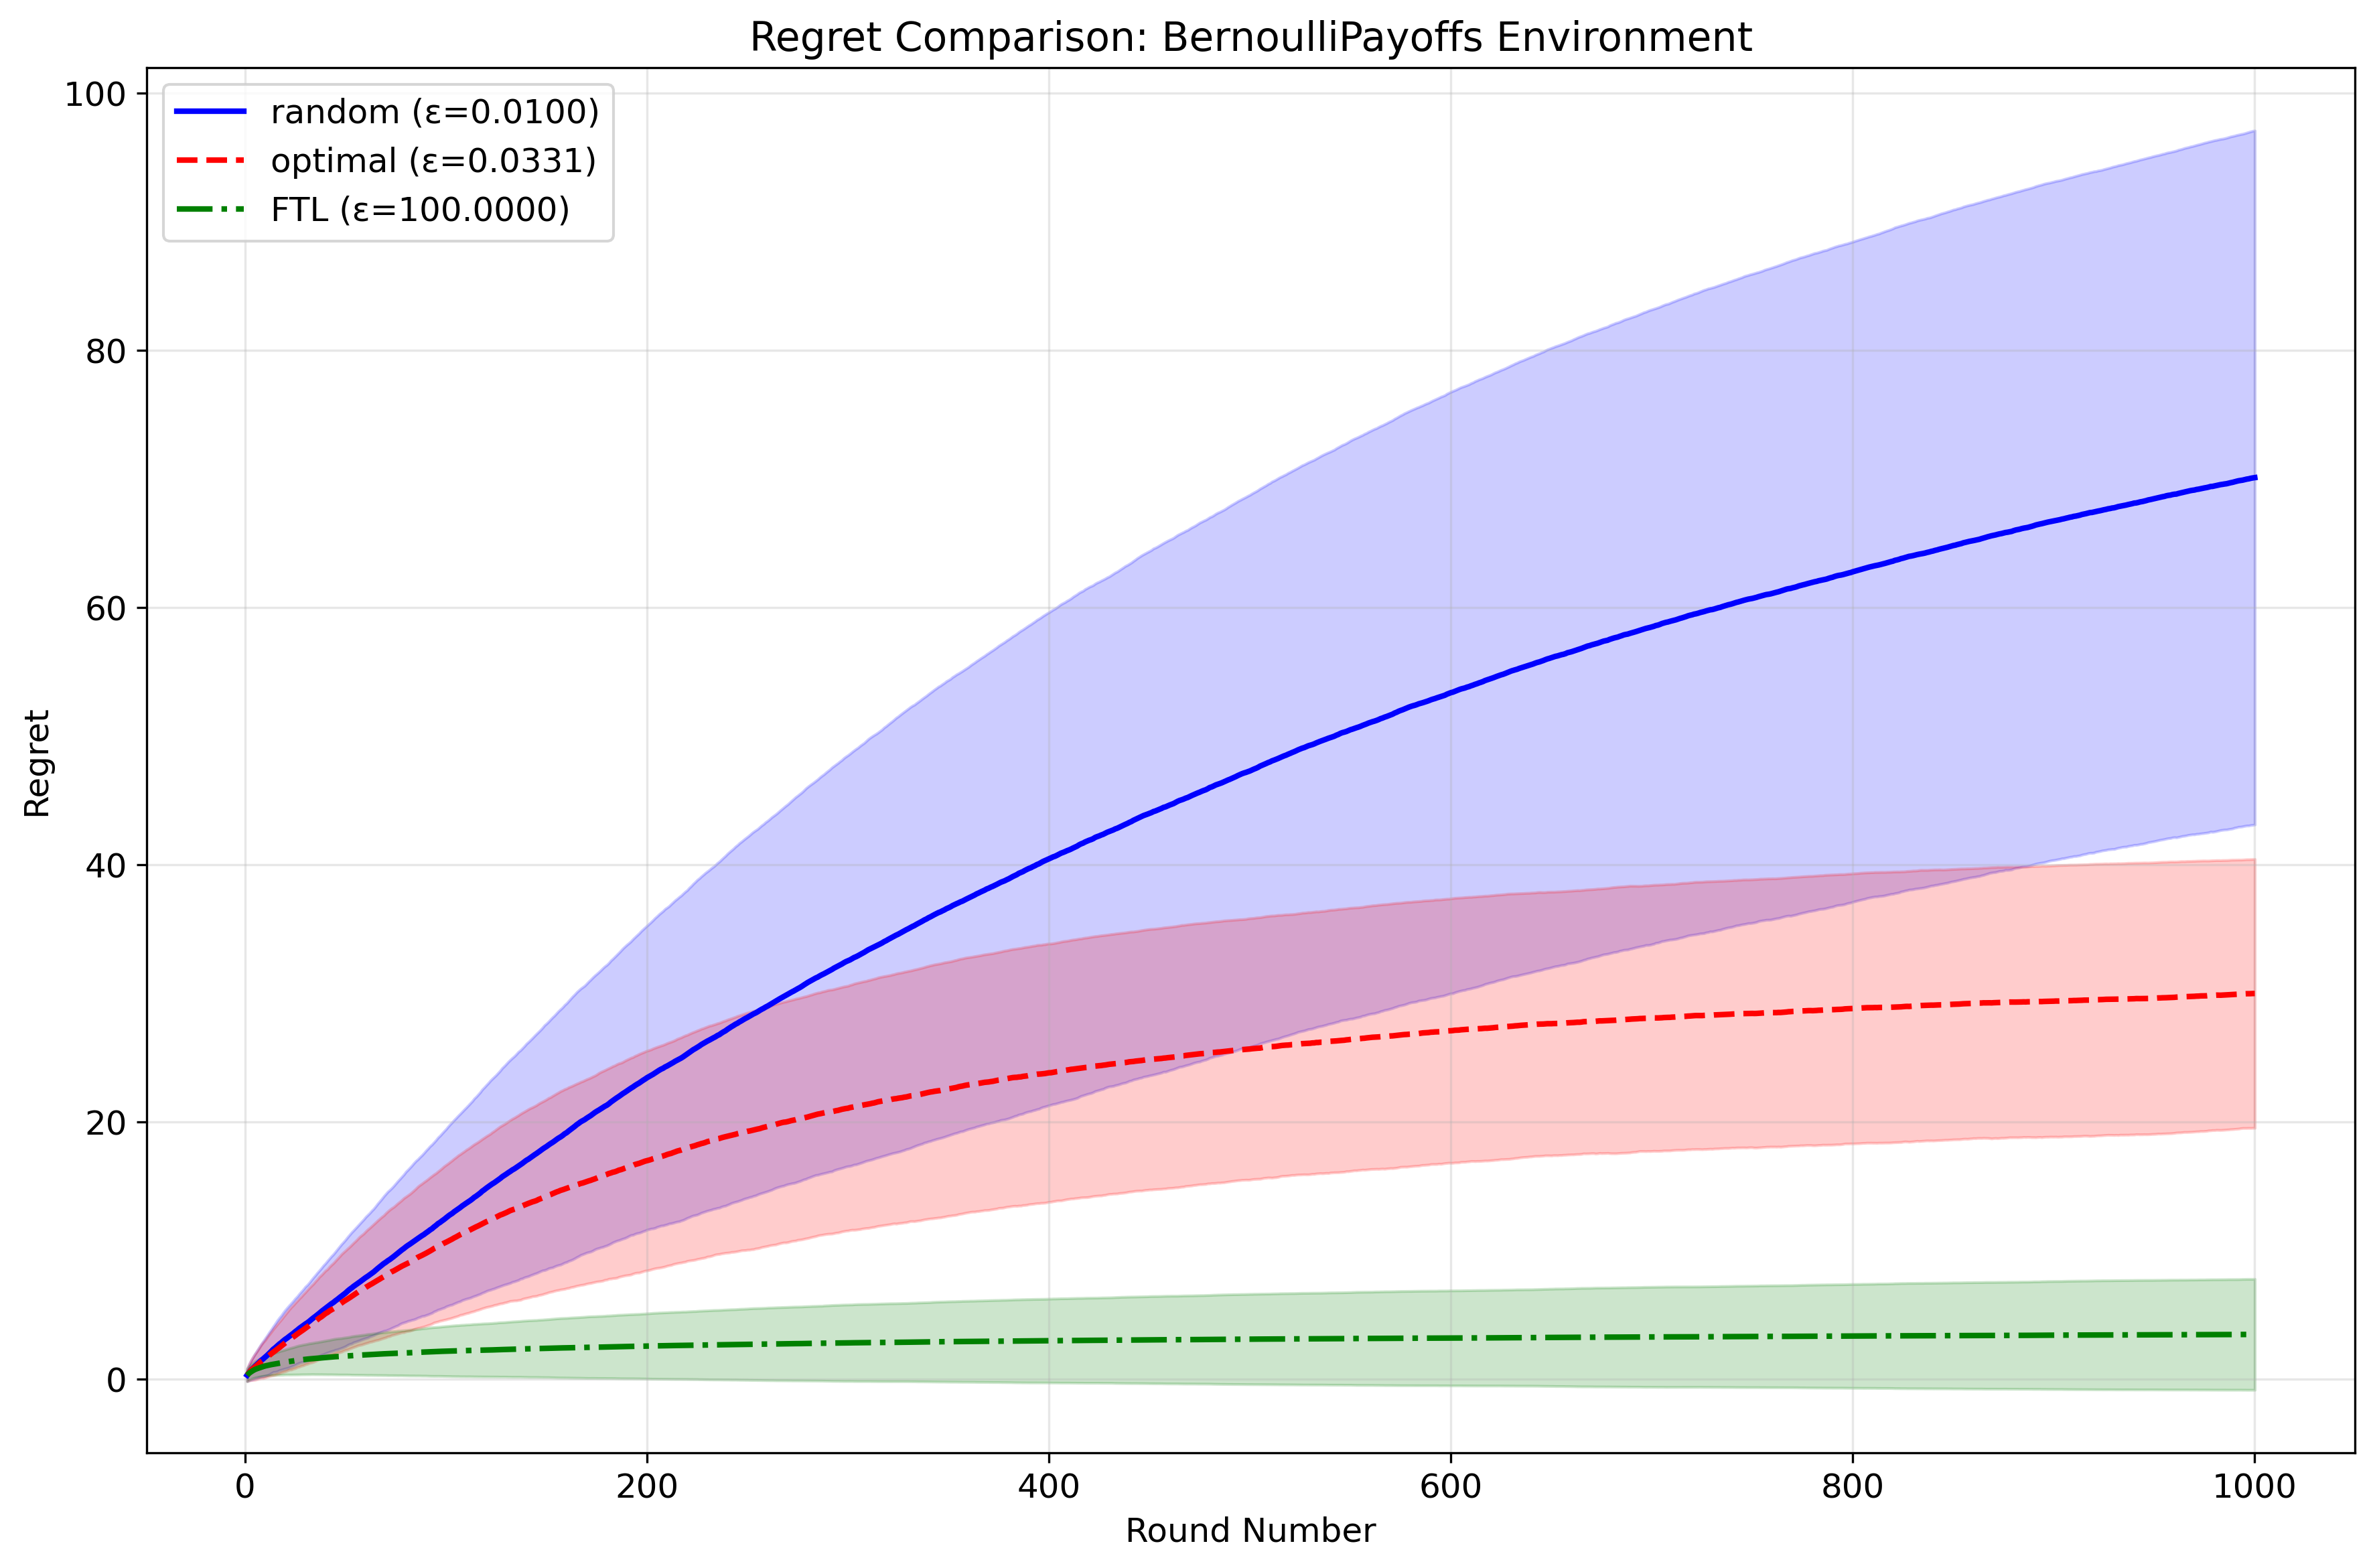 Regret Comparison: BernoulliPayoffs Environment
random (ε=0.0100)
optimal (ε=0.0331)
FTL (ε=100.0000)
100
80
60
40
20
0
Regret
0 200 400 600 800 1000
Round Number